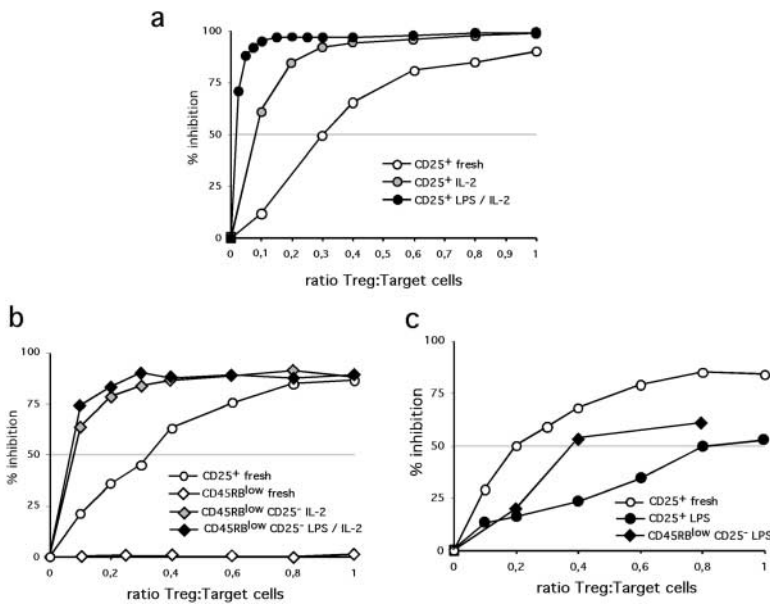 a
100
75
50
25
0
% inhibition
CD25+ fresh
CD25+ IL-2
CD25+ LPS / IL-2
0 0,1 0,2 0,3 0,4 0,5 0,6 0,7 0,8 0,9 1
ratio Treg:Target cells
b
100
75
50
25
0
% inhibition
CD25+ fresh
CD45RBlow fresh
CD45RBlow CD25- IL-2
CD45RBlow CD25- LPS / IL-2
0 0,2 0,4 0,6 0,8 1
ratio Treg:Target cells
c
100
75
50
25
0
% inhibition
CD25+ fresh
CD25+ LPS
CD45RBlow CD25- LPS
0 0,2 0,4 0,6 0,8 1
ratio Treg:Target cells